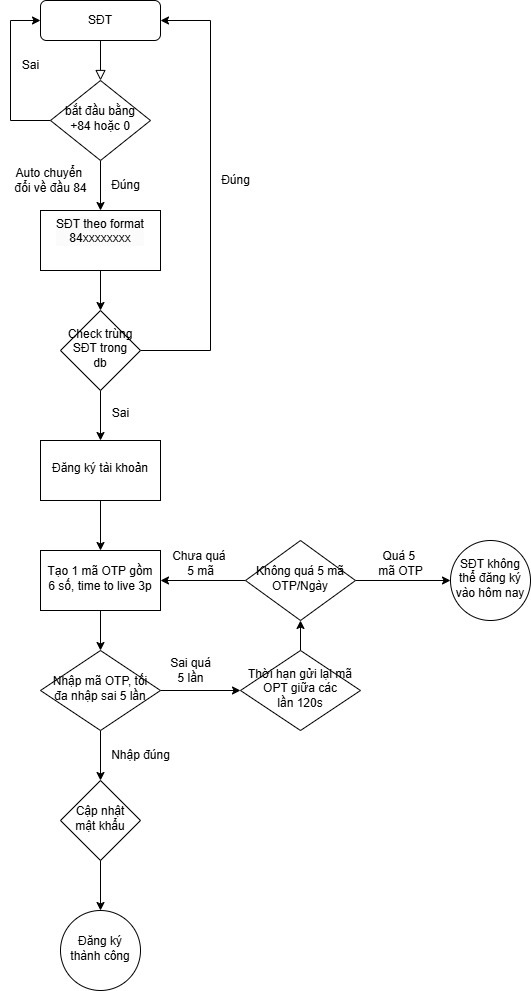 SĐT
Sai
bắt đầu bằng
+84 hoặc 0
Auto chuyển
đổi về đầu 84
Đúng
Đúng
SĐT theo format
84xxxxxxxx
Check trùng
SĐT trong
db
Sai
Đăng ký tài khoản
Tạo 1 mã OTP gồm
6 số, time to live 3p
Chưa quá
5 mã
Không quá 5 mã
OTP/Ngày
Quá 5
mã OTP
SĐT không
thể đăng ký
vào hôm nay
Nhập mã OTP, tối
đa nhập sai 5 lần
Sai quá
5 lần
Thời hạn gửi lại mã
OPT giữa các
lần 120s
Nhập đúng
Cập nhật
mật khẩu
Đăng ký
thành công